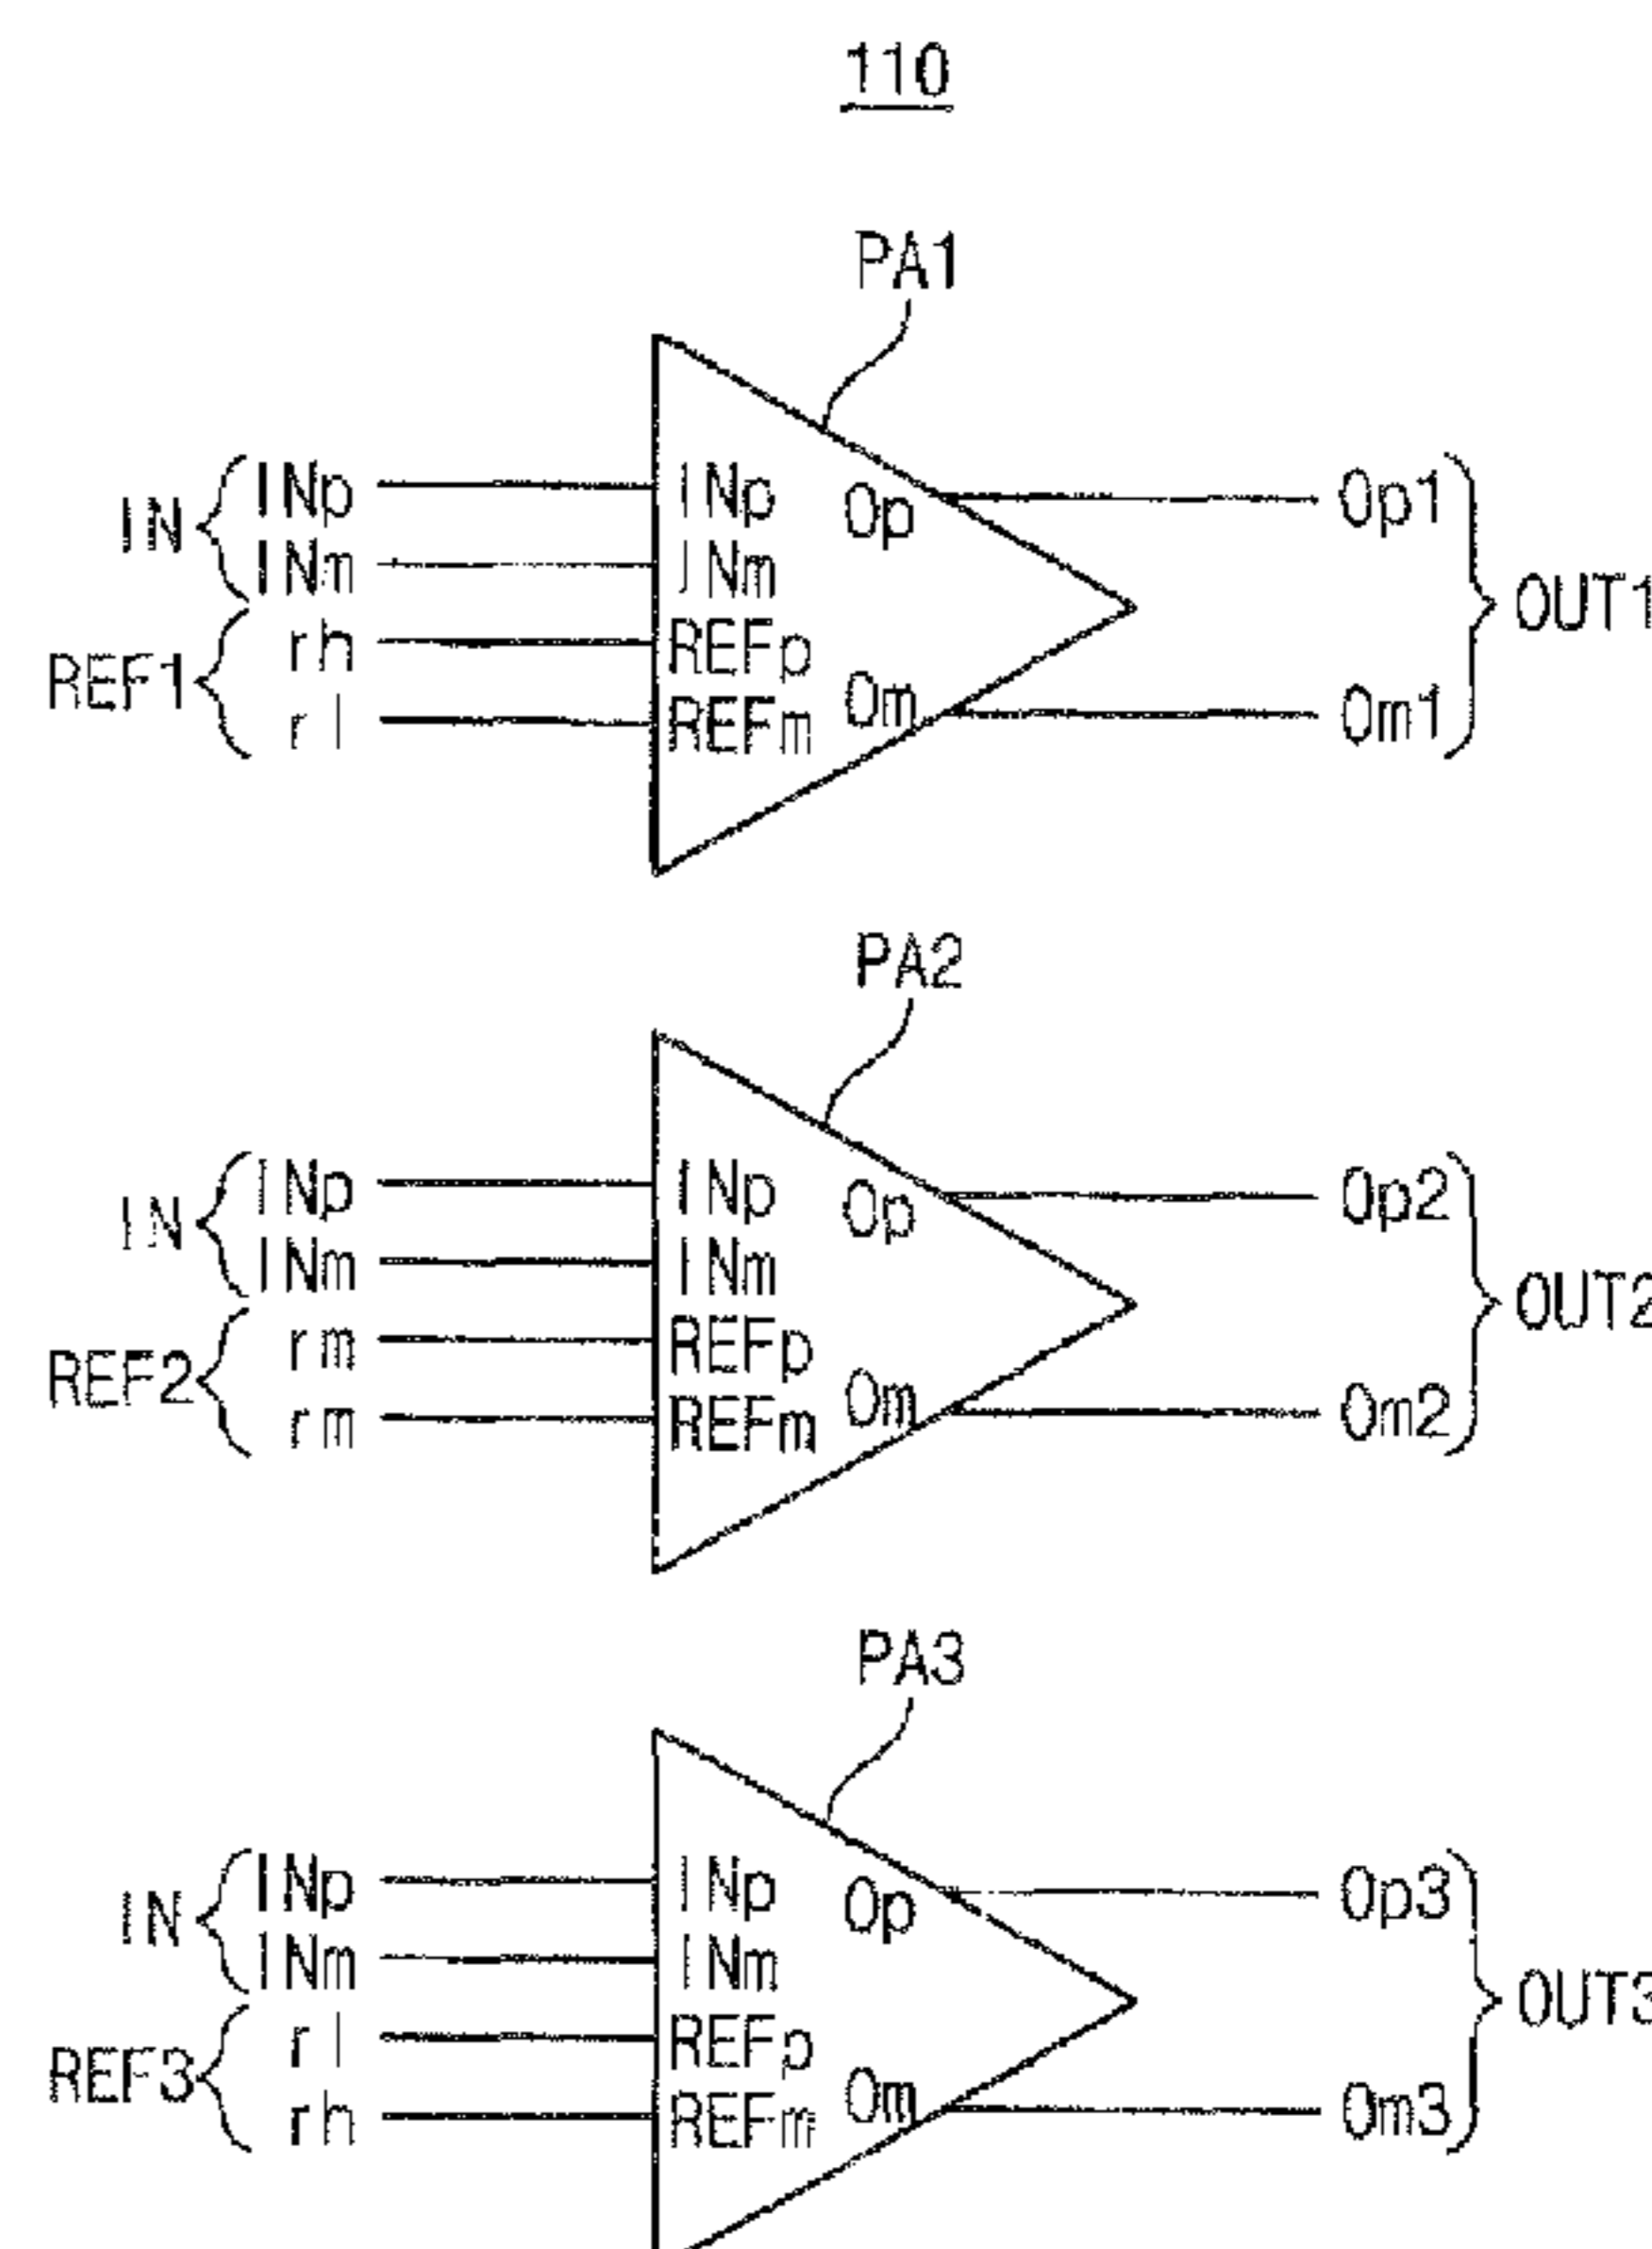 110
PA1
IN
INp
INm
REF1
rh
rl
INp
INm
REFp
REFm
Op
Om
Op1
Om1
OUT1
PA2
IN
INp
INm
REF2
rm
rm
INp
INm
REFp
REFm
Op
Om
Op2
Om2
OUT2
PA3
IN
INp
INm
REF3
rl
rh
INp
INm
REFp
REFm
Op
Om
Op3
Om3
OUT3